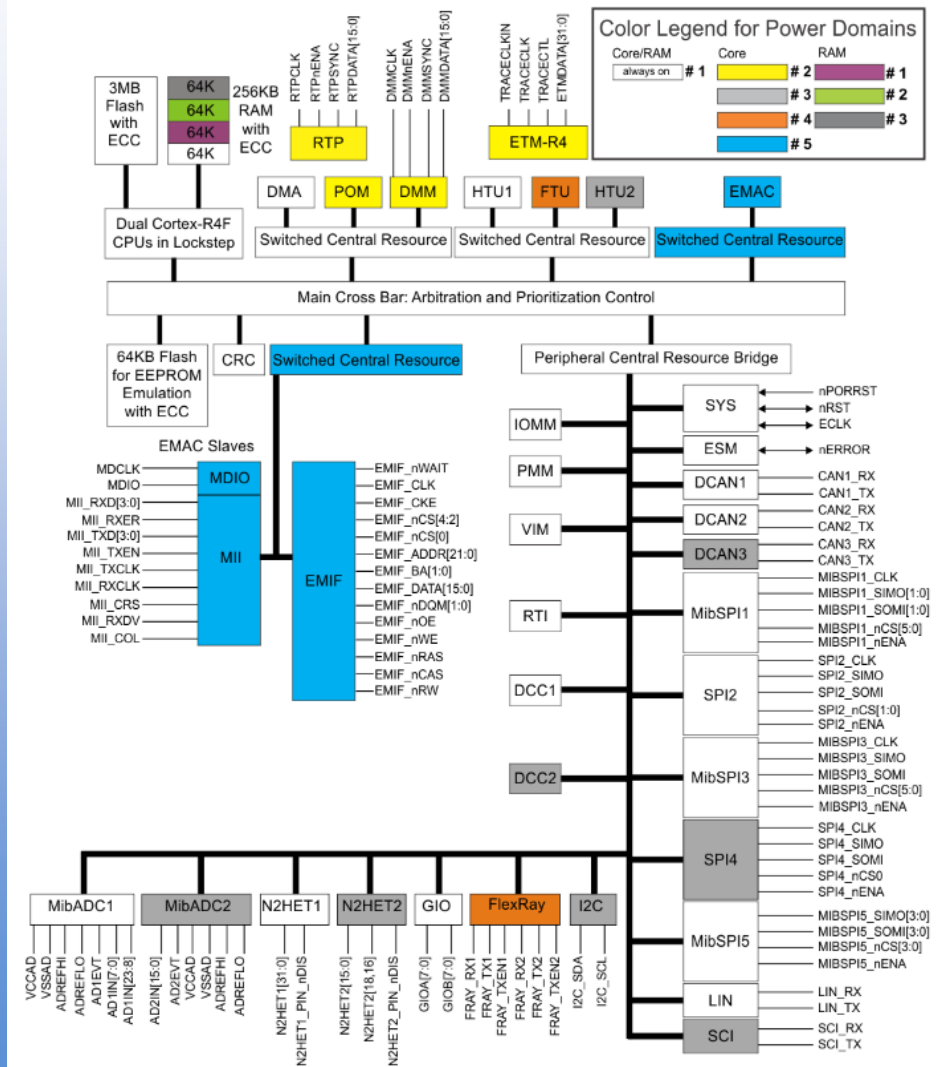 Color Legend for Power Domains
Core/RAM
Core
RAM
always on
# 1
# 2
# 1
# 3
# 2
# 4
# 3
# 5
3MB
Flash
with
ECC
64K
64K
64K
64K
256KB
RAM
with
ECC
RTPCLK
RTPnENA
RTPSYNC
RTPDATA[15:0]
DMMCLK
DMMnENA
DMMSYNC
DMMDATA[15:0]
TRACECLKIN
TRACECLK
TRACECTL
ETMDATA[31:0]
RTP
ETM-R4
DMA
POM
DMM
HTU1
FTU
HTU2
EMAC
Dual Cortex-R4F
CPUs in Lockstep
Switched Central Resource
Switched Central Resource
Switched Central Resource
Main Cross Bar: Arbitration and Prioritization Control
64KB Flash
for EEPROM
Emulation
with ECC
CRC
Switched Central Resource
Peripheral Central Resource Bridge
EMAC Slaves
MDCLK
MDIO
MII_RXD[3:0]
MII_RXER
MII_TXD[3:0]
MII_TXEN
MII_TXCLK
MII_RXCLK
MII_CRS
MII_RXDV
MII_COL
MDIO
MII
EMIF
EMIF_nWAIT
EMIF_CLK
EMIF_CKE
EMIF_nCS[4:2]
EMIF_nCS[0]
EMIF_ADDR[21:0]
EMIF_BA[1:0]
EMIF_DATA[15:0]
EMIF_nDQM[1:0]
EMIF_nOE
EMIF_nWE
EMIF_nRAS
EMIF_nCAS
EMIF_nRW
IOMM
PMM
VIM
RTI
DCC1
DCC2
SYS
nPORRST
nRST
ECLK
ESM
nERROR
DCAN1
CAN1_RX
CAN1_TX
DCAN2
CAN2_RX
CAN2_TX
DCAN3
CAN3_RX
CAN3_TX
MibSPI1
MIBSPI1_CLK
MIBSPI1_SIMO[1:0]
MIBSPI1_SOMI[1:0]
MIBSPI1_nCS[5:0]
MIBSPI1_nENA
SPI2
SPI2_CLK
SPI2_SIMO
SPI2_SOMI
SPI2_nCS[1:0]
SPI2_nENA
MibSPI3
MIBSPI3_CLK
MIBSPI3_SIMO
MIBSPI3_SOMI
MIBSPI3_nCS[5:0]
MIBSPI3_nENA
SPI4
SPI4_CLK
SPI4_SIMO
SPI4_SOMI
SPI4_nCS0
SPI4_nENA
MibSPI5
MIBSPI5_SIMO[3:0]
MIBSPI5_SOMI[3:0]
MIBSPI5_nCS[3:0]
MIBSPI5_nENA
LIN
LIN_RX
LIN_TX
SCI
SCI_RX
SCI_TX
MibADC1
MibADC2
N2HET1
N2HET2
GIO
FlexRay
I2C
VCCAD
VSSAD
ADREFHI
ADREFLO
AD1EVT
AD1IN[7:0]
AD1IN[23:8]
AD2IN[15:0]
AD2EVT
VCCAD
VSSAD
ADREFHI
ADREFLO
N2HET1[31:0]
N2HET1_PIN_nDIS
N2HET2[15:0]
N2HET2[18,16]
N2HET2_PIN_nDIS
GIOA[7:0]
GIOB[7:0]
FRAY_RX1
FRAY_TX1
FRAY_TXEN1
FRAY_RX2
FRAY_TX2
FRAY_TXEN2
I2C_SDA
I2C_SCL